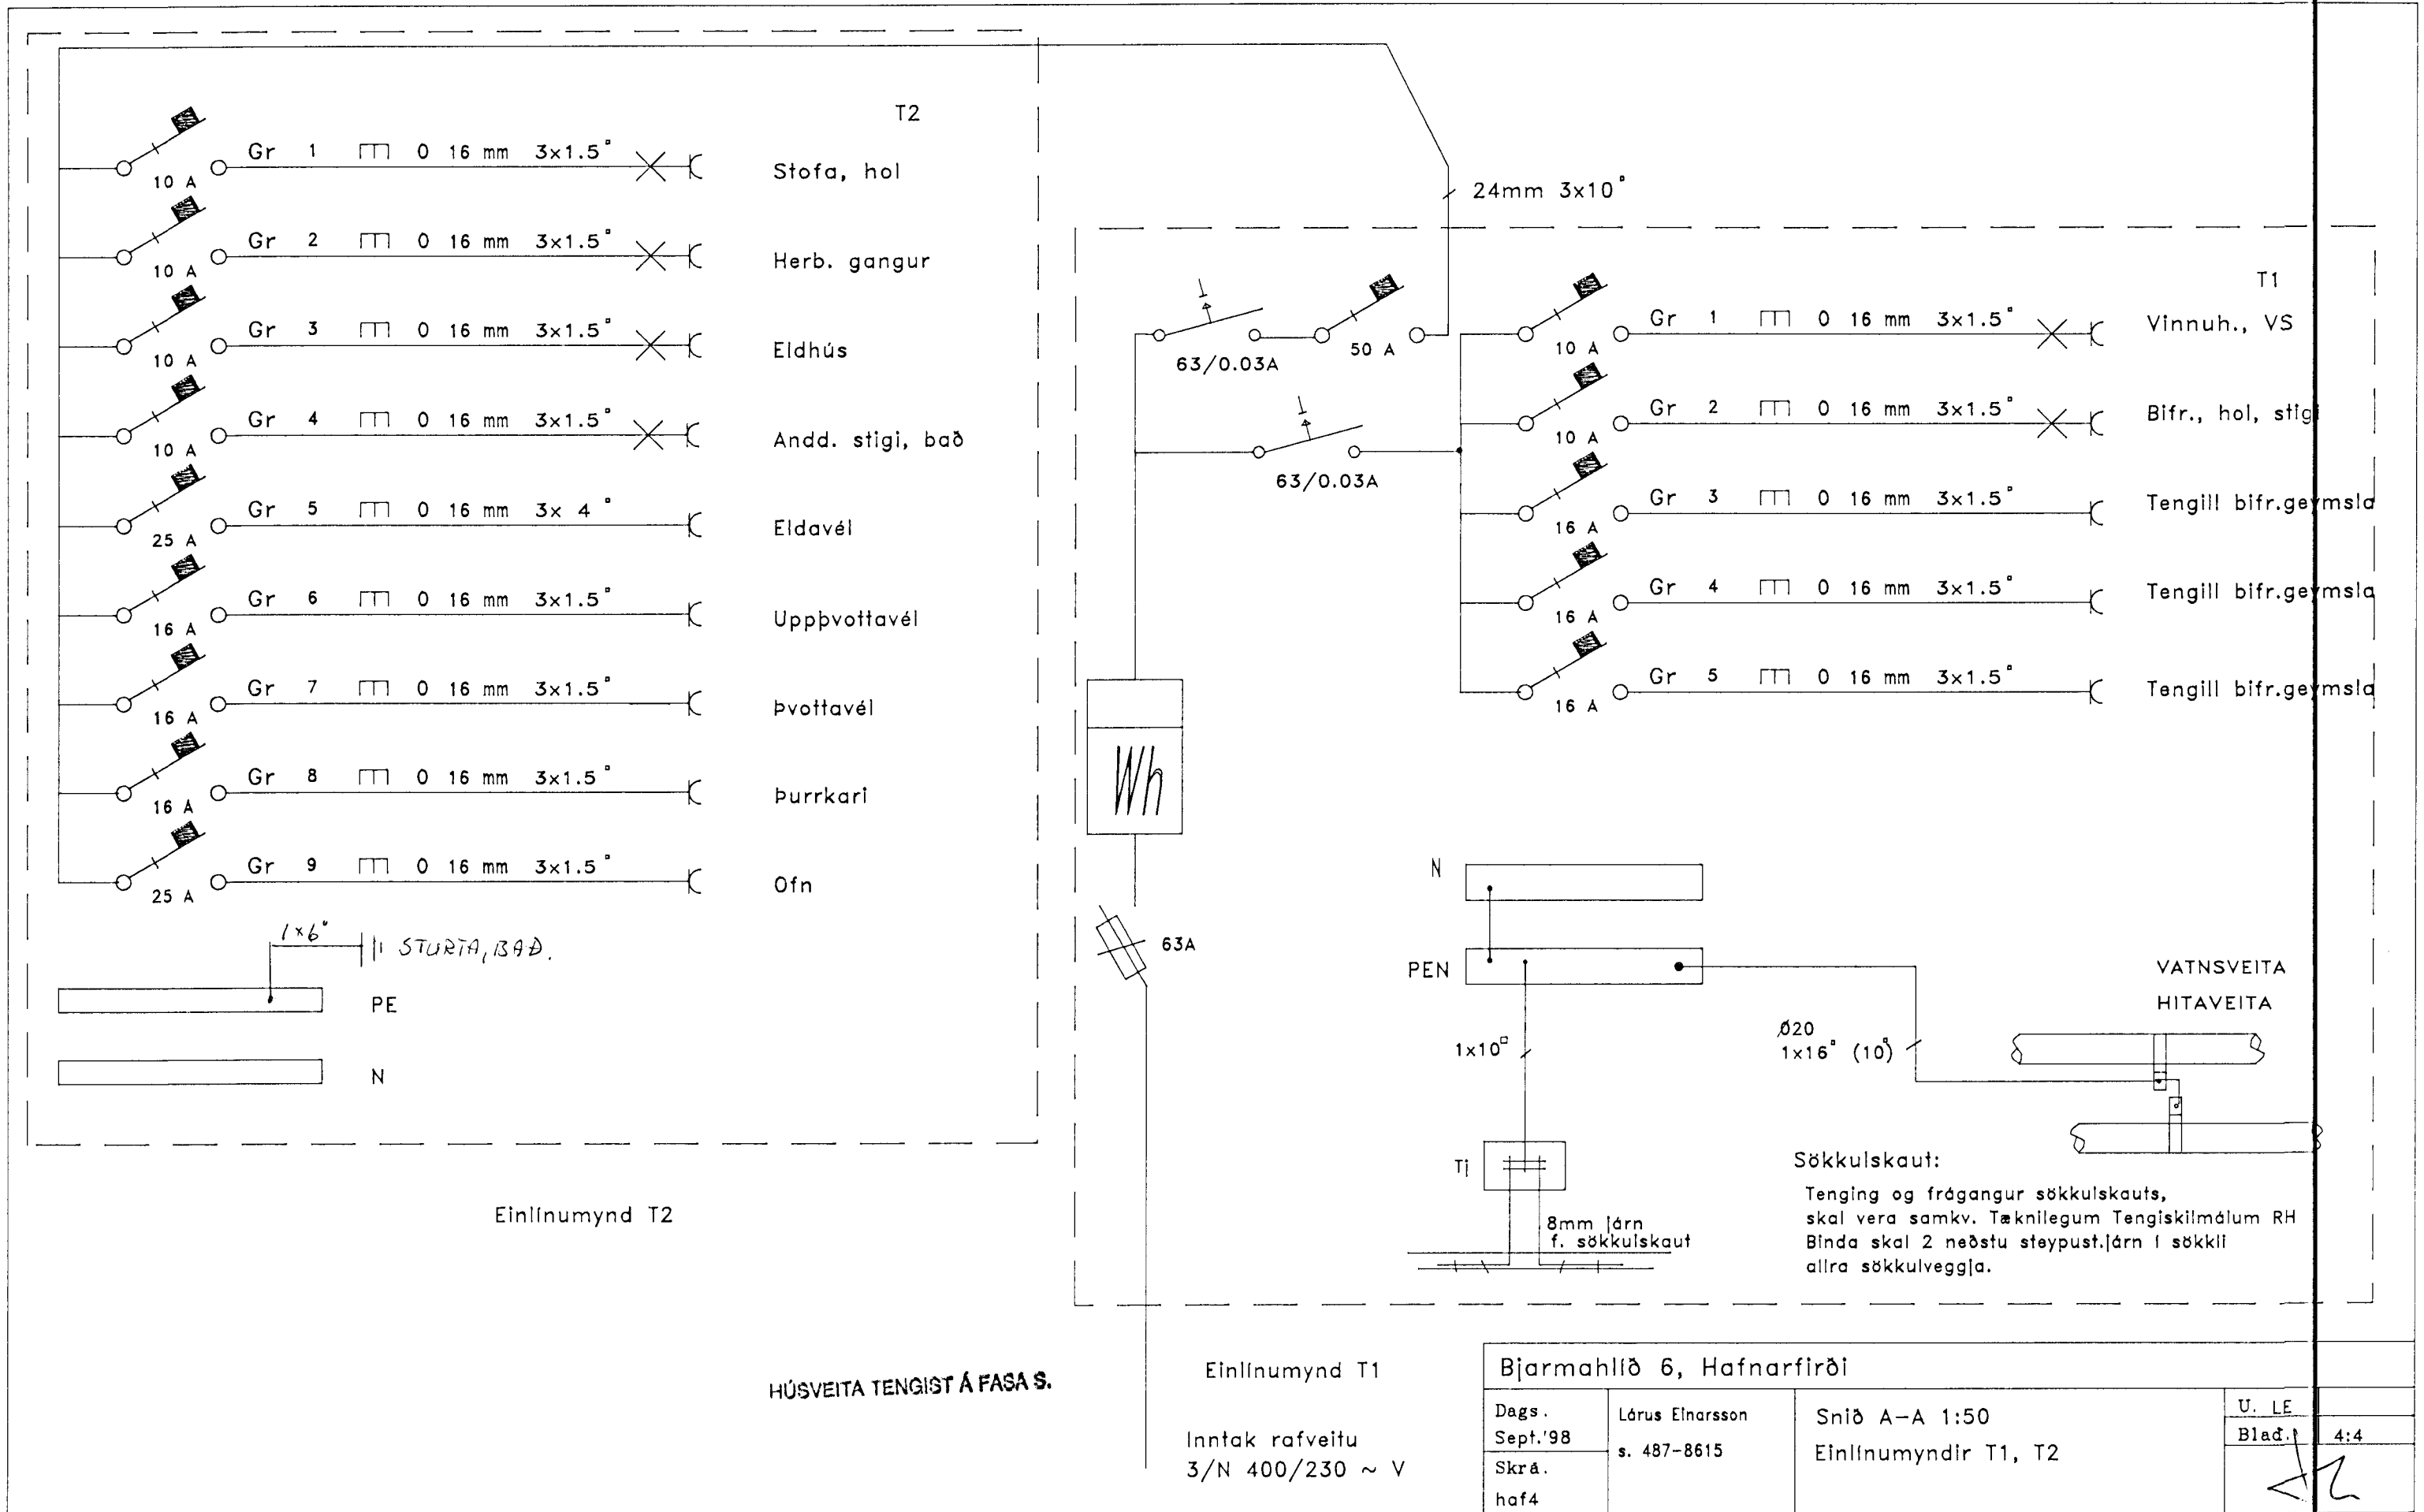 T2
Gr 1 0 16 mm 3x1.5▫
10 A
Stofa, hol
Gr 2 0 16 mm 3x1.5▫
10 A
Herb. gangur
Gr 3 0 16 mm 3x1.5▫
10 A
Eldhús
Gr 4 0 16 mm 3x1.5▫
10 A
Andd. stigi, bað
Gr 5 0 16 mm 3x 4▫
25 A
Eldavél
Gr 6 0 16 mm 3x1.5▫
16 A
Uppþvottavél
Gr 7 0 16 mm 3x1.5▫
16 A
Þvottavél
Gr 8 0 16 mm 3x1.5▫
16 A
Þurrkari
Gr 9 0 16 mm 3x1.5▫
25 A
Ofn
1x6▫
STURTA, BAÐ.
PE
N
Einlínumynd T2
24mm 3x10▫
T1
63/0.03A
50 A
63/0.03A
Gr 1 0 16 mm 3x1.5▫
10 A
Vinnuh., VS
Gr 2 0 16 mm 3x1.5▫
10 A
Bifr., hol, stigi
Gr 3 0 16 mm 3x1.5▫
16 A
Tengill bifr.geymsla
Gr 4 0 16 mm 3x1.5▫
16 A
Tengill bifr.geymsla
Gr 5 0 16 mm 3x1.5▫
16 A
Tengill bifr.geymsla
Wh
63A
N
PEN
VATNSVEITA
HITAVEITA
1x10▫
Ø20
1x16▫ (10▫)
Tj
8mm járn
f. sökkulskaut
Sökkulskaut:
Tenging og frágangur sökkulskauts,
skal vera samkv. Tæknilegum Tengiskilmálum RH
Binda skal 2 neðstu steypust.járn í sökkli
allra sökkulveggja.
HÚSVEITA TENGIST Á FASA S.
Einlínumynd T1
Inntak rafveitu
3/N 400/230 ~ V
Bjarmahlíð 6, Hafnarfirði
Dags.
Sept.'98
Skrá.
haf4
Lárus Einarsson
s. 487-8615
Snið A-A 1:50
Einlínumyndir T1, T2
U. LE
Blað. 4:4